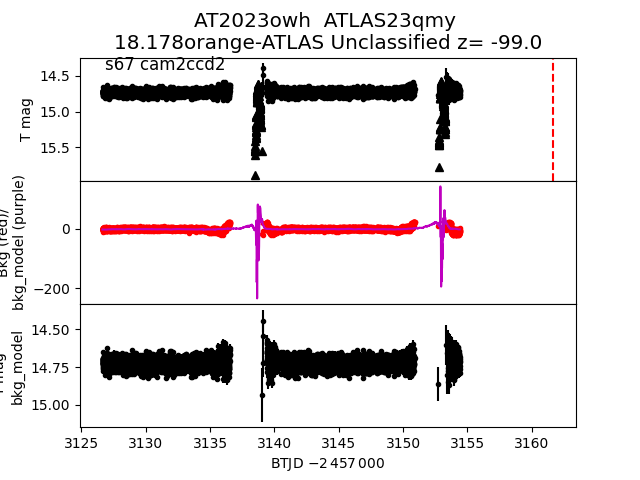 AT2023owh  ATLAS23qmy
18.178orange-ATLAS Unclassified z= -99.0
s67 cam2ccd2
14.5
15.0
15.5
T mag
0
−200
Bkg (red)/
bkg_model (purple)
14.50
14.75
15.00
mag
bkg_model
3125 3130 3135 3140 3145 3150 3155 3160
BTJD −2 457 000